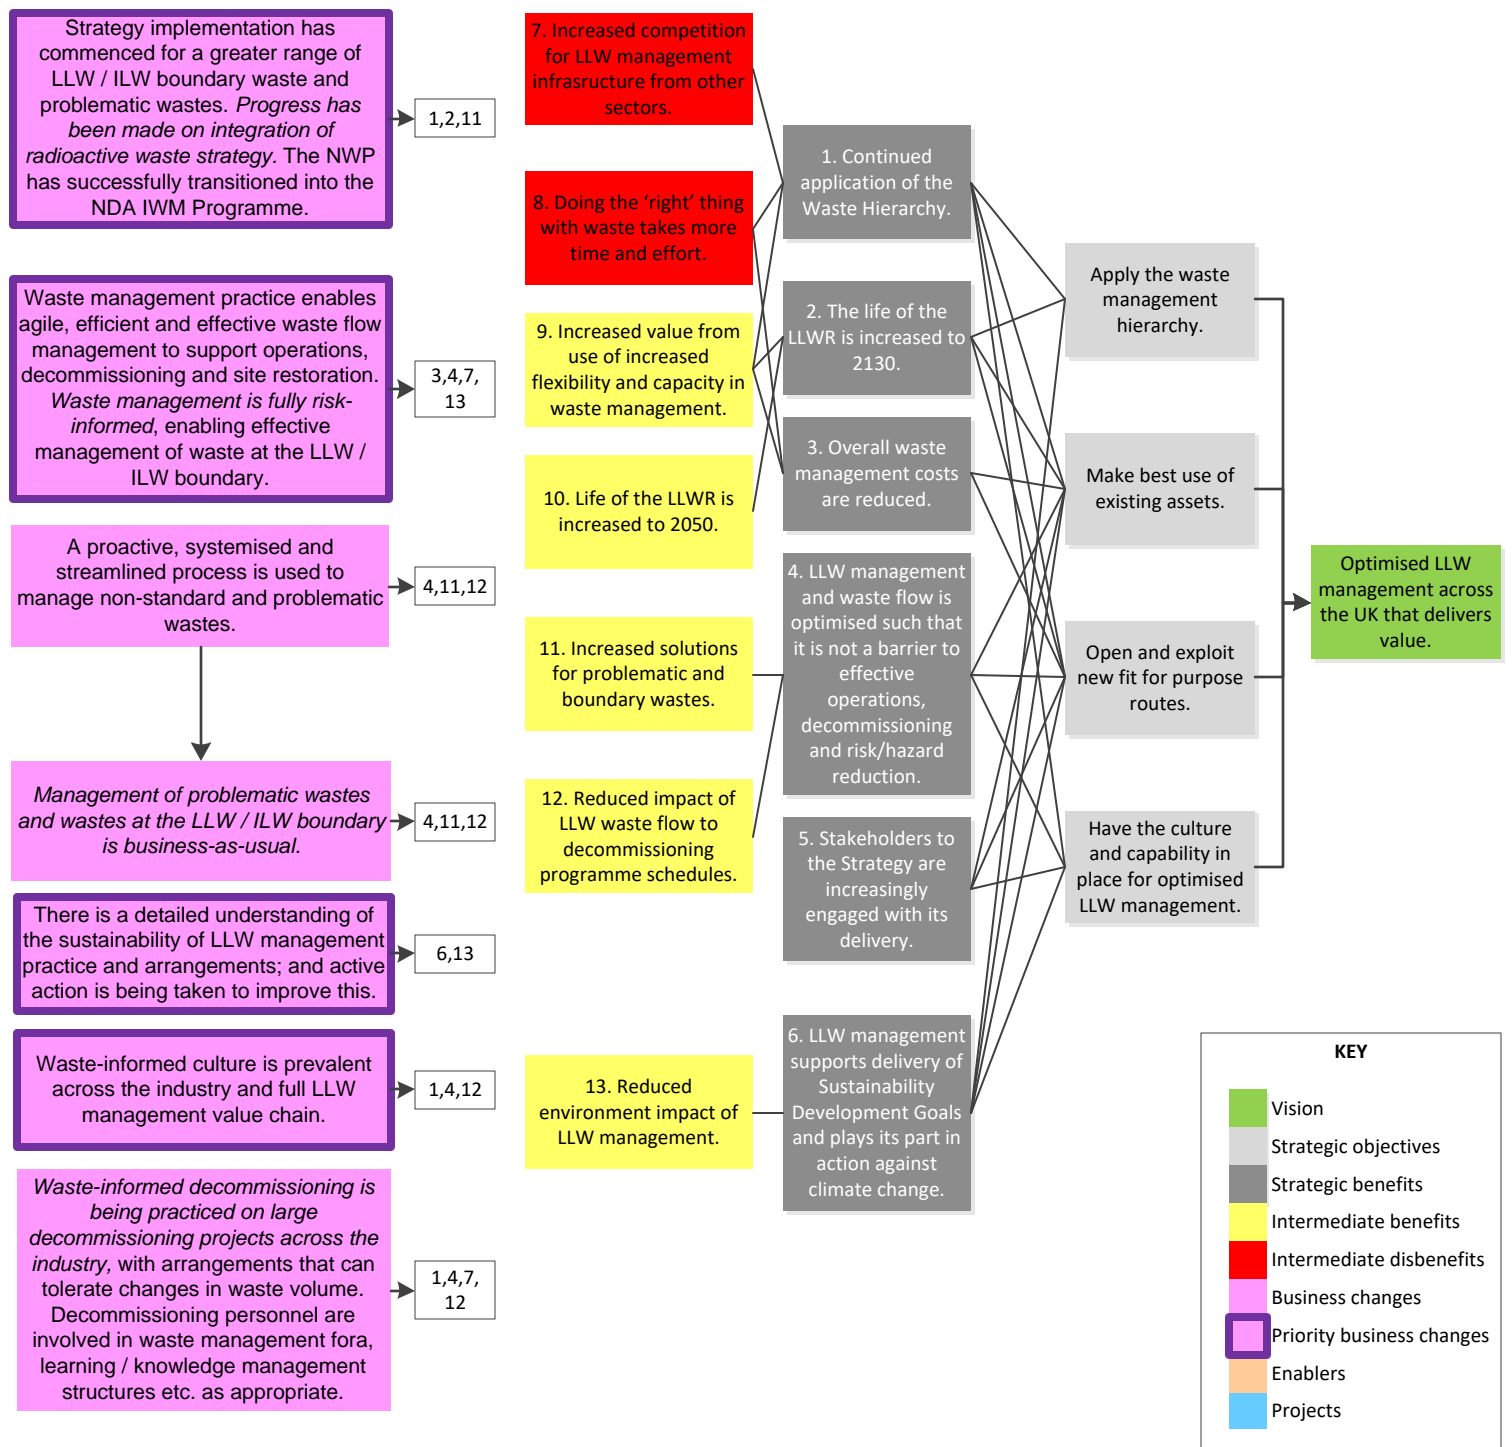 Strategy implementation has
commenced for a greater range of
LLW / ILW boundary waste and
problematic wastes. Progress has
been made on integration of
radioactive waste strategy. The NWP
has successfully transitioned into the
NDA IWM Programme.
1,2,11
Waste management practice enables
agile, efficient and effective waste flow
management to support operations,
decommissioning and site restoration.
Waste management is fully risk-
informed, enabling effective
management of waste at the LLW /
ILW boundary.
3,4,7,
13
A proactive, systemised and
streamlined process is used to
manage non-standard and problematic
wastes.
4,11,12
Management of problematic wastes
and wastes at the LLW / ILW boundary
is business-as-usual.
4,11,12
There is a detailed understanding of
the sustainability of LLW management
practice and arrangements; and active
action is being taken to improve this.
6,13
Waste-informed culture is prevalent
across the industry and full LLW
management value chain.
1,4,12
Waste-informed decommissioning is
being practiced on large
decommissioning projects across the
industry, with arrangements that can
tolerate changes in waste volume.
Decommissioning personnel are
involved in waste management fora,
learning / knowledge management
structures etc. as appropriate.
1,4,7,
12
7. Increased competition
for LLW management
infrasructure from other
sectors.
8. Doing the ‘right’ thing
with waste takes more
time and effort.
9. Increased value from
use of increased
flexibility and capacity in
waste management.
10. Life of the LLWR is
increased to 2050.
11. Increased solutions
for problematic and
boundary wastes.
12. Reduced impact of
LLW waste flow to
decommissioning
programme schedules.
13. Reduced
environment impact of
LLW management.
1. Continued
application of the
Waste Hierarchy.
2. The life of the
LLWR is increased to
2130.
3. Overall waste
management costs
are reduced.
4. LLW management
and waste flow is
optimised such that
it is not a barrier to
effective
operations,
decommissioning
and risk/hazard
reduction.
5. Stakeholders to
the Strategy are
increasingly
engaged with its
delivery.
6. LLW management
supports delivery of
Sustainability
Development Goals
and plays its part in
action against
climate change.
Apply the waste
management
hierarchy.
Make best use of
existing assets.
Open and exploit
new fit for purpose
routes.
Have the culture
and capability in
place for optimised
LLW management.
Optimised LLW
management across
the UK that delivers
value.
KEY
Vision
Strategic objectives
Strategic benefits
Intermediate benefits
Intermediate disbenefits
Business changes
Priority business changes
Enablers
Projects